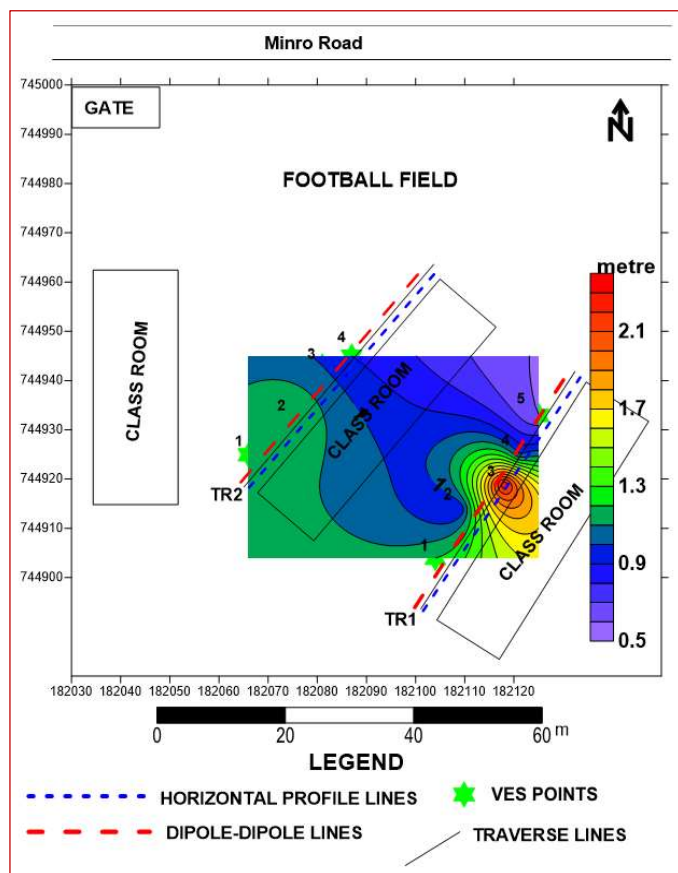 Minro Road
745000
GATE
N
744990
744980
FOOTBALL FIELD
744970
metre
744960
CLASS ROOM
2.1
744950
4
3
744940
5
1.7
CLASS ROOM
2
744930
1
4
3
744920
TR2
1
2
1.3
CLASS ROOM
744910
1
0.9
744900
TR1
0.5
182030 182040 182050 182060 182070 182080 182090 182100 182110 182120
0 20 40 60 m
LEGEND
HORIZONTAL PROFILE LINES
VES POINTS
DIPOLE-DIPOLE LINES
TRAVERSE LINES